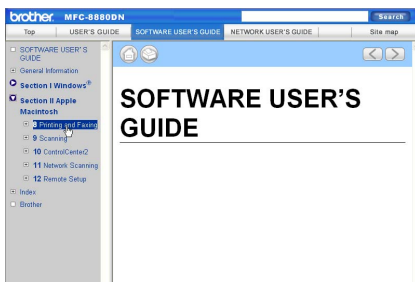 brother MFC-8880DN
Search
Top USER'S GUIDE SOFTWARE USER'S GUIDE NETWORK USER'S GUIDE Site map
SOFTWARE USER'S
GUIDE
General Information
Section I Windows®
Section II Apple
Macintosh
8 Printing and Faxing
9 Scanning
10 ControlCenter2
11 Network Scanning
12 Remote Setup
Index
Brother
SOFTWARE USER'S
GUIDE